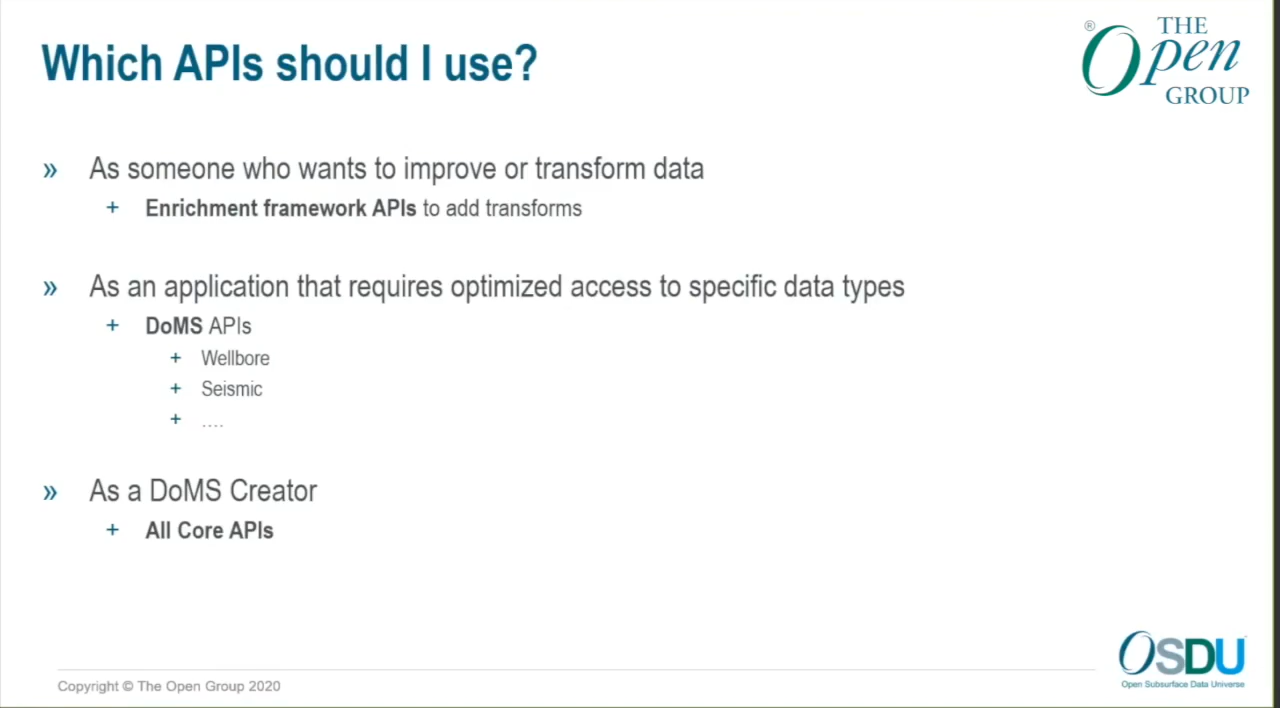 Which APIs should I use?
® THE
Open
GROUP
» As someone who wants to improve or transform data
+ Enrichment framework APIs to add transforms
» As an application that requires optimized access to specific data types
+ DoMS APIs
+ Wellbore
+ Seismic
+ ....
» As a DoMS Creator
+ All Core APIs
Copyright © The Open Group 2020
OSDU
Open Subsurface Data Universe